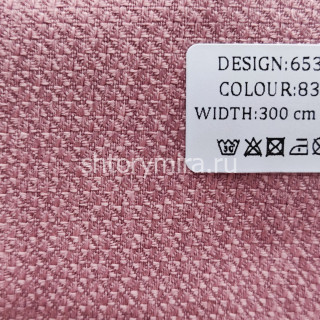 DESIGN:653
COLOUR:83
WIDTH:300 cm
shtorymira.ru